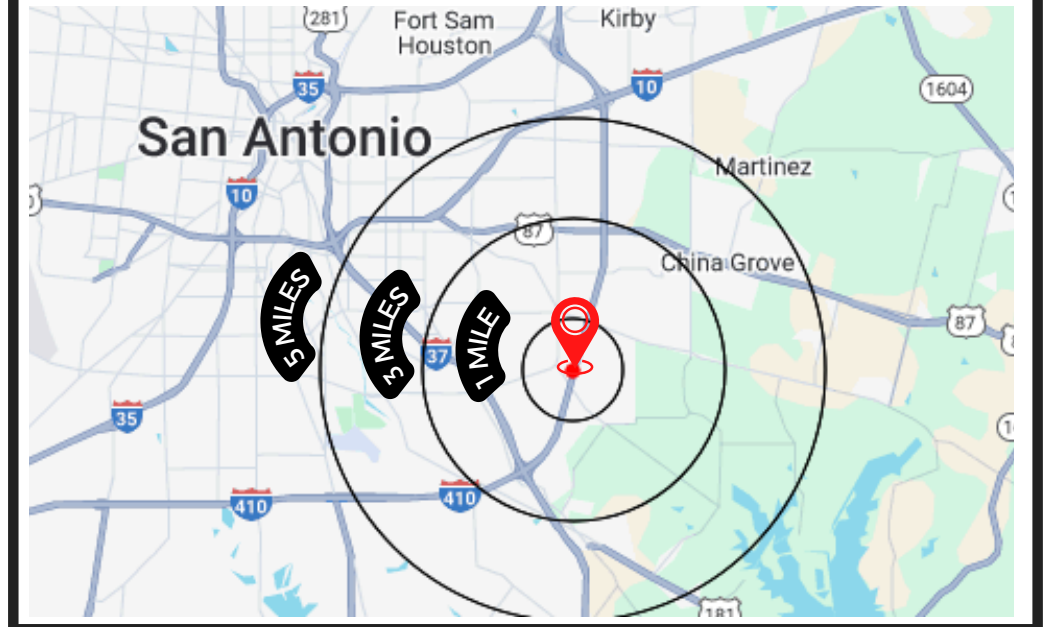 281
Fort Sam
Houston
Kirby
35
10
1604
San Antonio
Martinez
10
87
China Grove
5 MILES
3 MILES
1 MILE
87
37
35
410
410
181